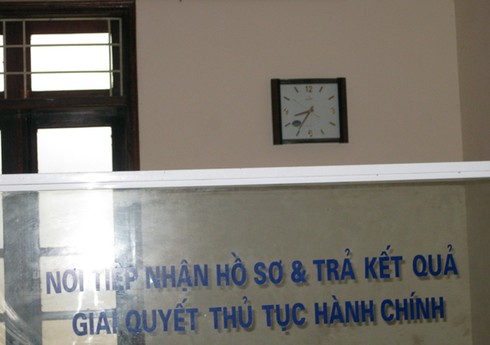 NƠI TIẾP NHẬN HỒ SƠ & TRẢ KẾT QUẢ
GIẢI QUYẾT THỦ TỤC HÀNH CHÍNH